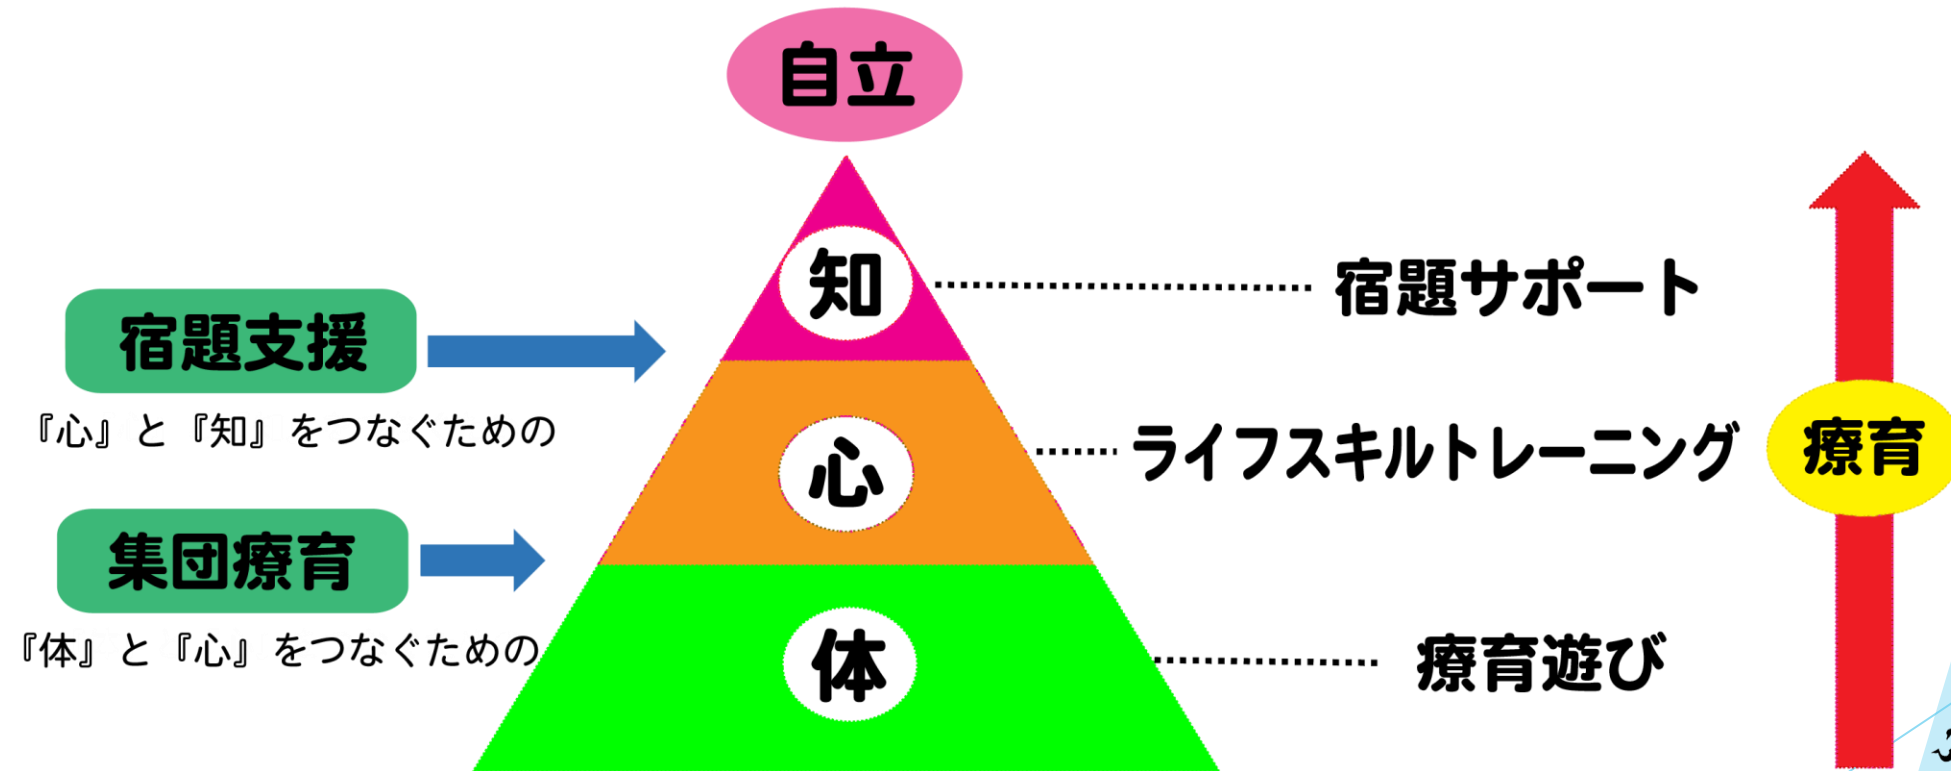 自立
知
宿題サポート
宿題支援
『心』と『知』をつなぐための
心
ライフスキルトレーニング
療育
集団療育
『体』と『心』をつなぐための
体
療育遊び